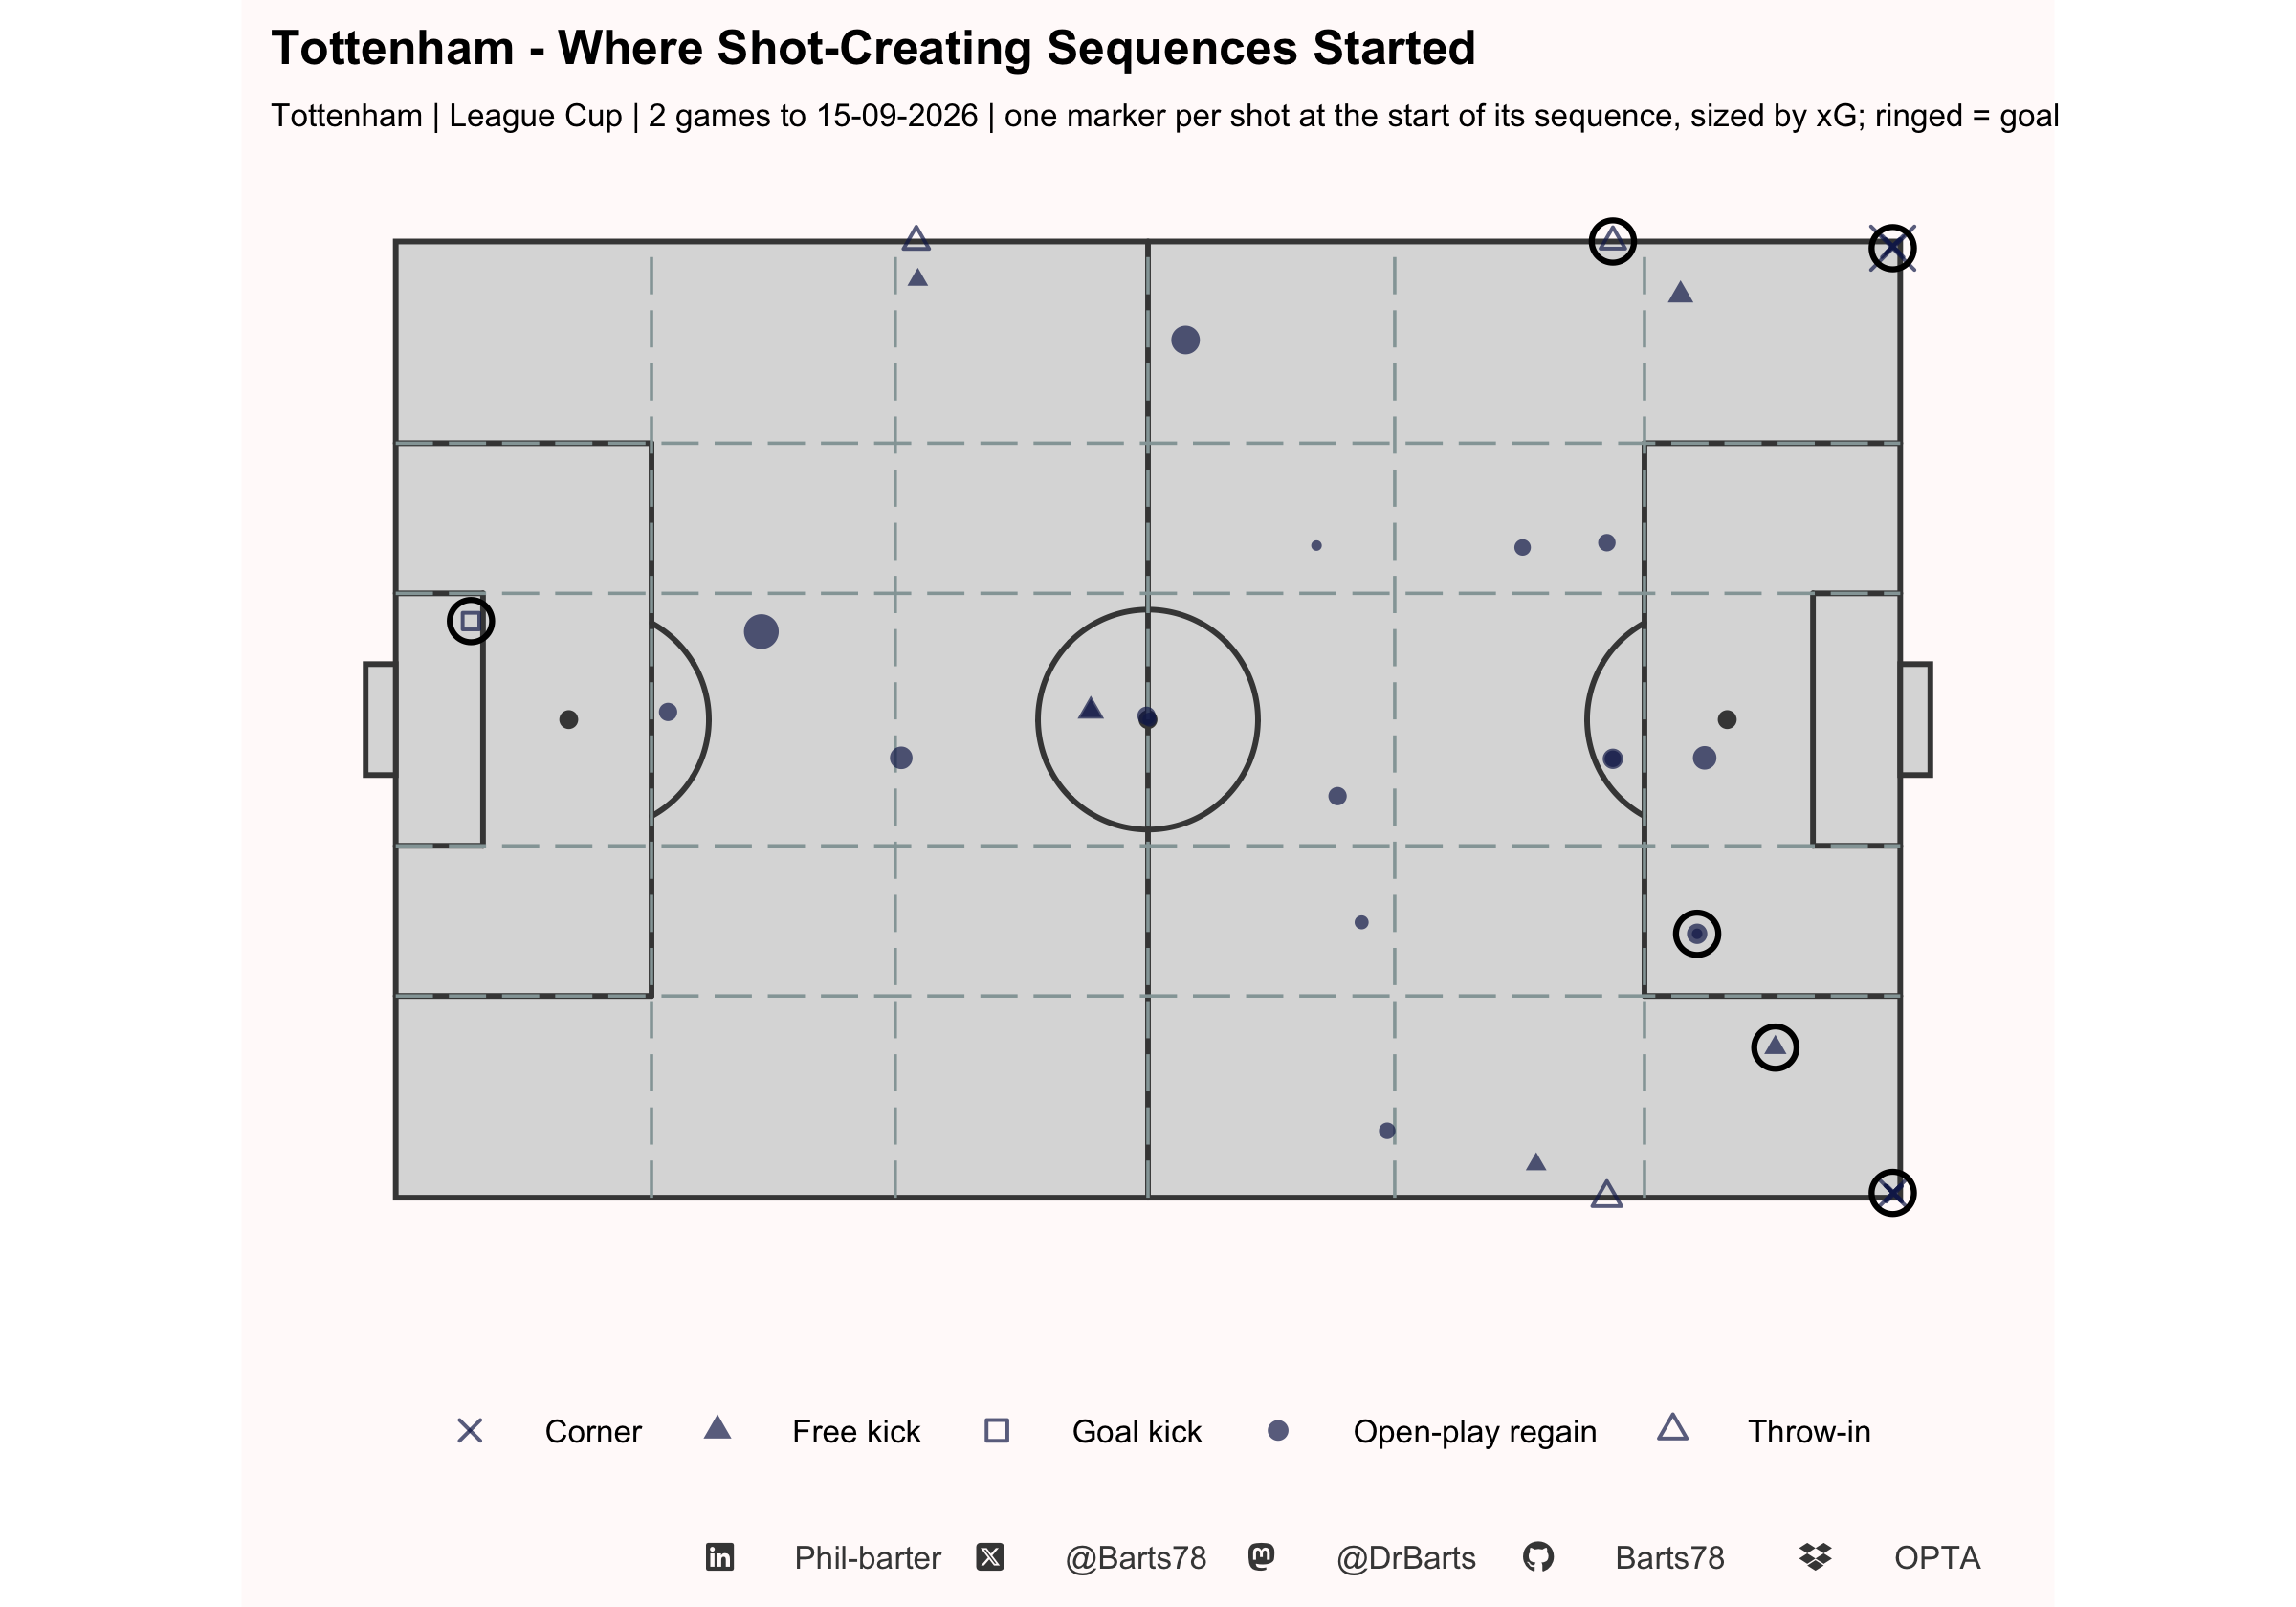 Tottenham - Where Shot-Creating Sequences Started
Tottenham | League Cup | 2 games to 15-09-2026 | one marker per shot at the start of its sequence, sized by xG; ringed = goal
Corner Free kick Goal kick Open-play regain Throw-in
Phil-barter @Barts78 @DrBarts Barts78 OPTA